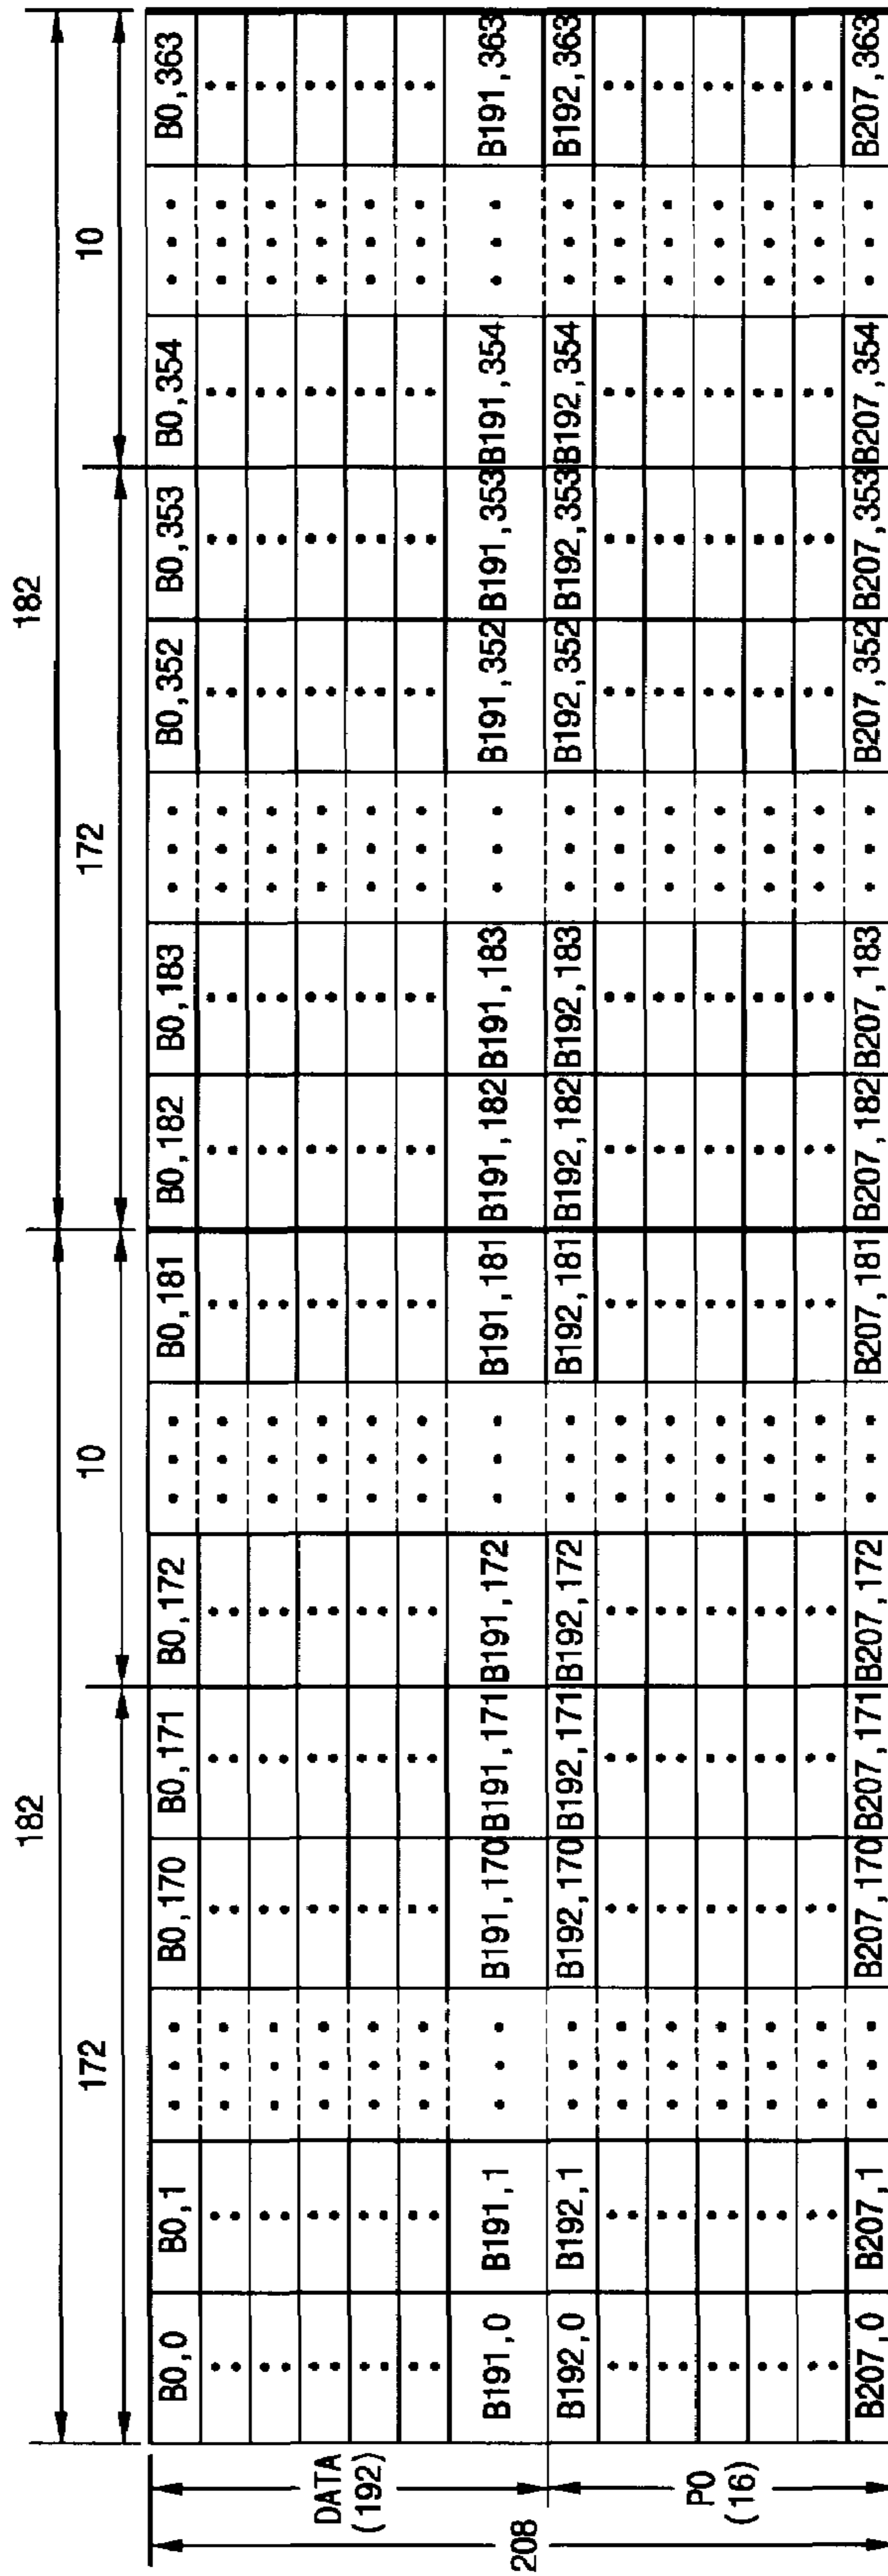 182 182
172 10 172 10
B0,0 B0,1 B0,170 B0,171 B0,172 B0,181 B0,182 B0,183 B0,352 B0,353 B0,354 B0,363
DATA
(192)
B191,0 B191,1 B191,170 B191,171 B191,172 B191,181 B191,182 B191,183 B191,352 B191,353 B191,354 B191,363
208
B192,0 B192,1 B192,170 B192,171 B192,172 B192,181 B192,182 B192,183 B192,352 B192,353 B192,354 B192,363
PO
(16)
B207,0 B207,1 B207,170 B207,171 B207,172 B207,181 B207,182 B207,183 B207,352 B207,353 B207,354 B207,363